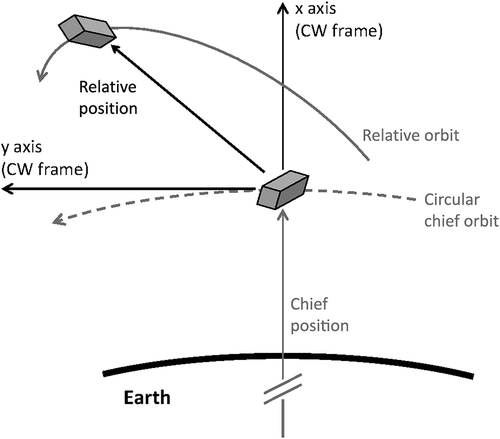 x axis
(CW frame)
Relative
position
Relative orbit
y axis
(CW frame)
Circular
chief orbit
Chief
position
Earth